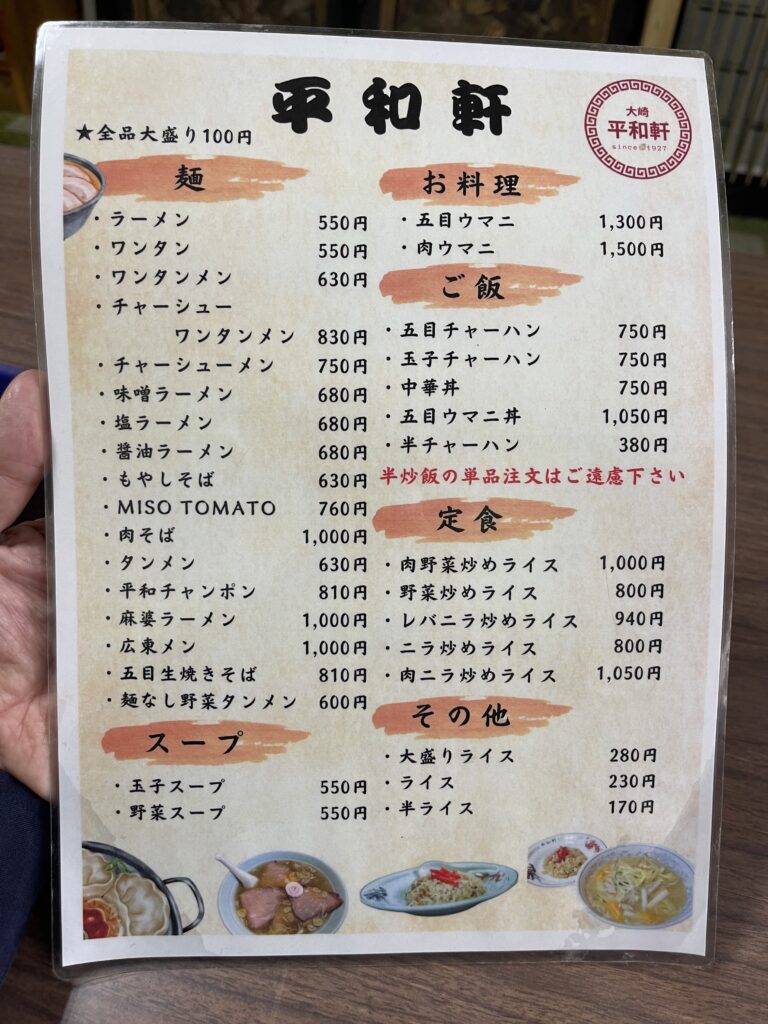 平和軒
大崎
平和軒
since 1927
★全品大盛り100円
麺
・ラーメン 550円
・ワンタン 550円
・ワンタンメン 630円
・チャーシュー
ワンタンメン 830円
・チャーシューメン 750円
・味噌ラーメン 680円
・塩ラーメン 680円
・醤油ラーメン 680円
・もやしそば 630円
・MISO TOMATO 760円
・肉そば 1,000円
・タンメン 630円
・平和チャンポン 810円
・麻婆ラーメン 1,000円
・広東メン 1,000円
・五目生焼きそば 810円
・麺なし野菜タンメン 600円
スープ
・玉子スープ 550円
・野菜スープ 550円
お料理
・五目ウマニ 1,300円
・肉ウマニ 1,500円
ご飯
・五目チャーハン 750円
・玉子チャーハン 750円
・中華丼 750円
・五目ウマニ丼 1,050円
・半チャーハン 380円
半炒飯の単品注文はご遠慮下さい
定食
・肉野菜炒めライス 1,000円
・野菜炒めライス 800円
・レバニラ炒めライス 940円
・ニラ炒めライス 800円
・肉ニラ炒めライス 1,050円
その他
・大盛りライス 280円
・ライス 230円
・半ライス 170円